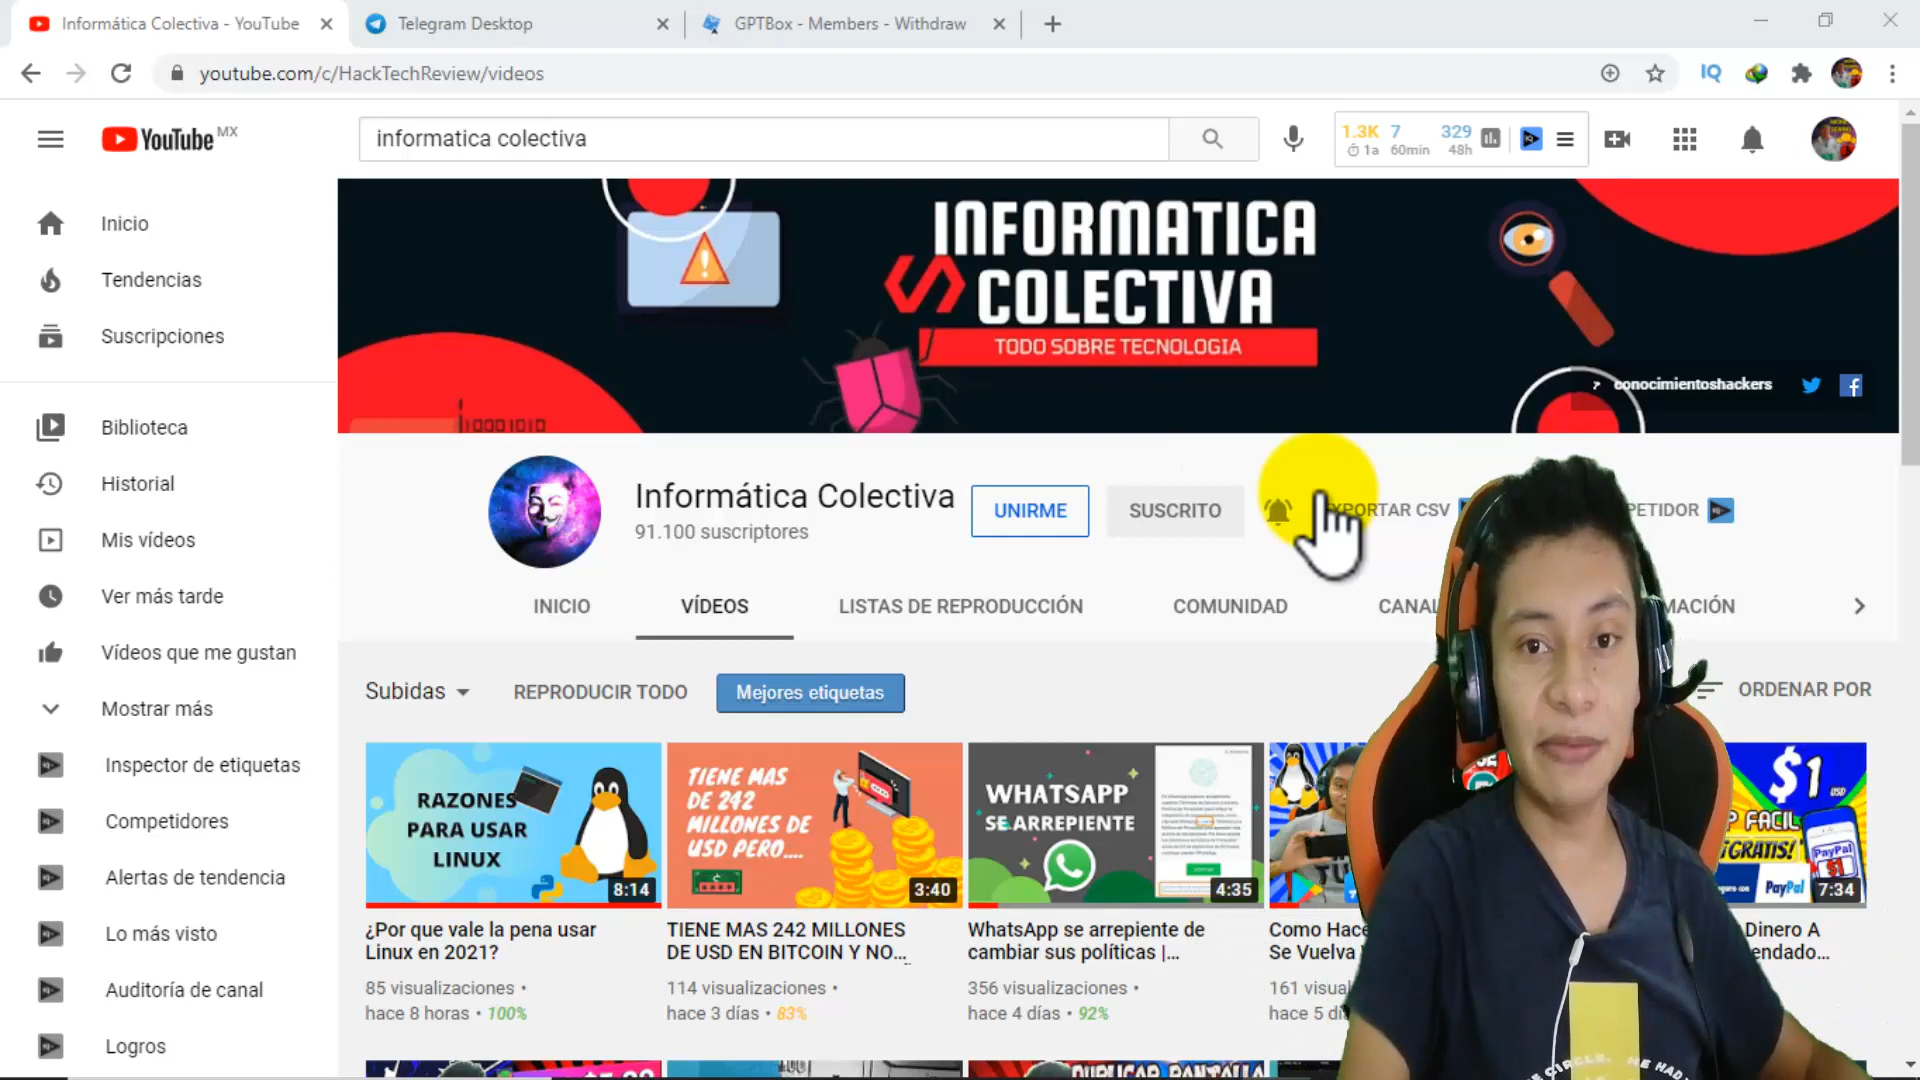 Informática Colectiva - YouTube
Telegram Desktop
GPTBox - Members - Withdraw
youtube.com/c/HackTechReview/videos
IQ
YouTube MX
informatica colectiva
1.3K 7 329
1a 60min 48h
Inicio
Tendencias
Suscripciones
Biblioteca
Historial
Mis vídeos
Ver más tarde
Vídeos que me gustan
Mostrar más
Inspector de etiquetas
Competidores
Alertas de tendencia
Lo más visto
Auditoría de canal
Logros
INFORMATICA
COLECTIVA
TODO SOBRE TECNOLOGIA
conocimientoshackers
10001010
Informática Colectiva
91.100 suscriptores
UNIRME
SUSCRITO
XPORTAR CSV
PETIDOR
INICIO
VÍDEOS
LISTAS DE REPRODUCCIÓN
COMUNIDAD
CANAL
MACIÓN
Subidas
REPRODUCIR TODO
Mejores etiquetas
ORDENAR POR
RAZONES
PARA USAR
LINUX
8:14
TIENE MAS
DE 242
MILLONES DE
USD PERO....
3:40
WHATSAPP
SE ARREPIENTE
4:35
$1 USD
P FACIL
¡GRATIS!
PayPal
$1
PayPal
7:34
¿Por que vale la pena usar
Linux en 2021?
85 visualizaciones •
hace 8 horas • 100%
TIENE MAS 242 MILLONES
DE USD EN BITCOIN Y NO...
114 visualizaciones •
hace 3 días • 83%
WhatsApp se arrepiente de
cambiar sus políticas |...
356 visualizaciones •
hace 4 días • 92%
Como Hace
Se Vuelva
161 visual
hace 5 dí
Dinero A
endado...
DUPLICAR PANTALLA